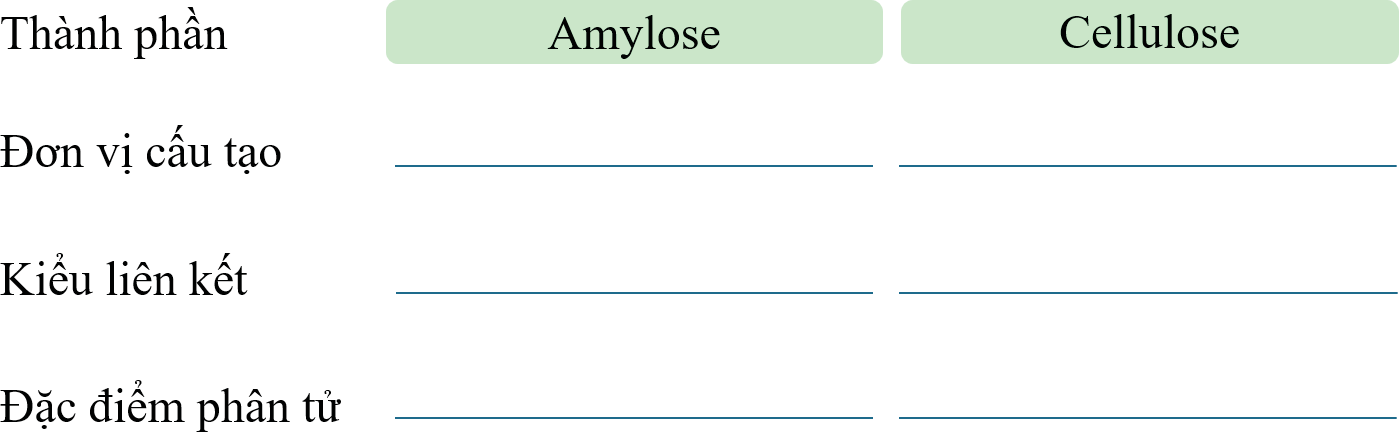 Thành phần Amylose Cellulose
Đơn vị cấu tạo
Kiểu liên kết
Đặc điểm phân tử